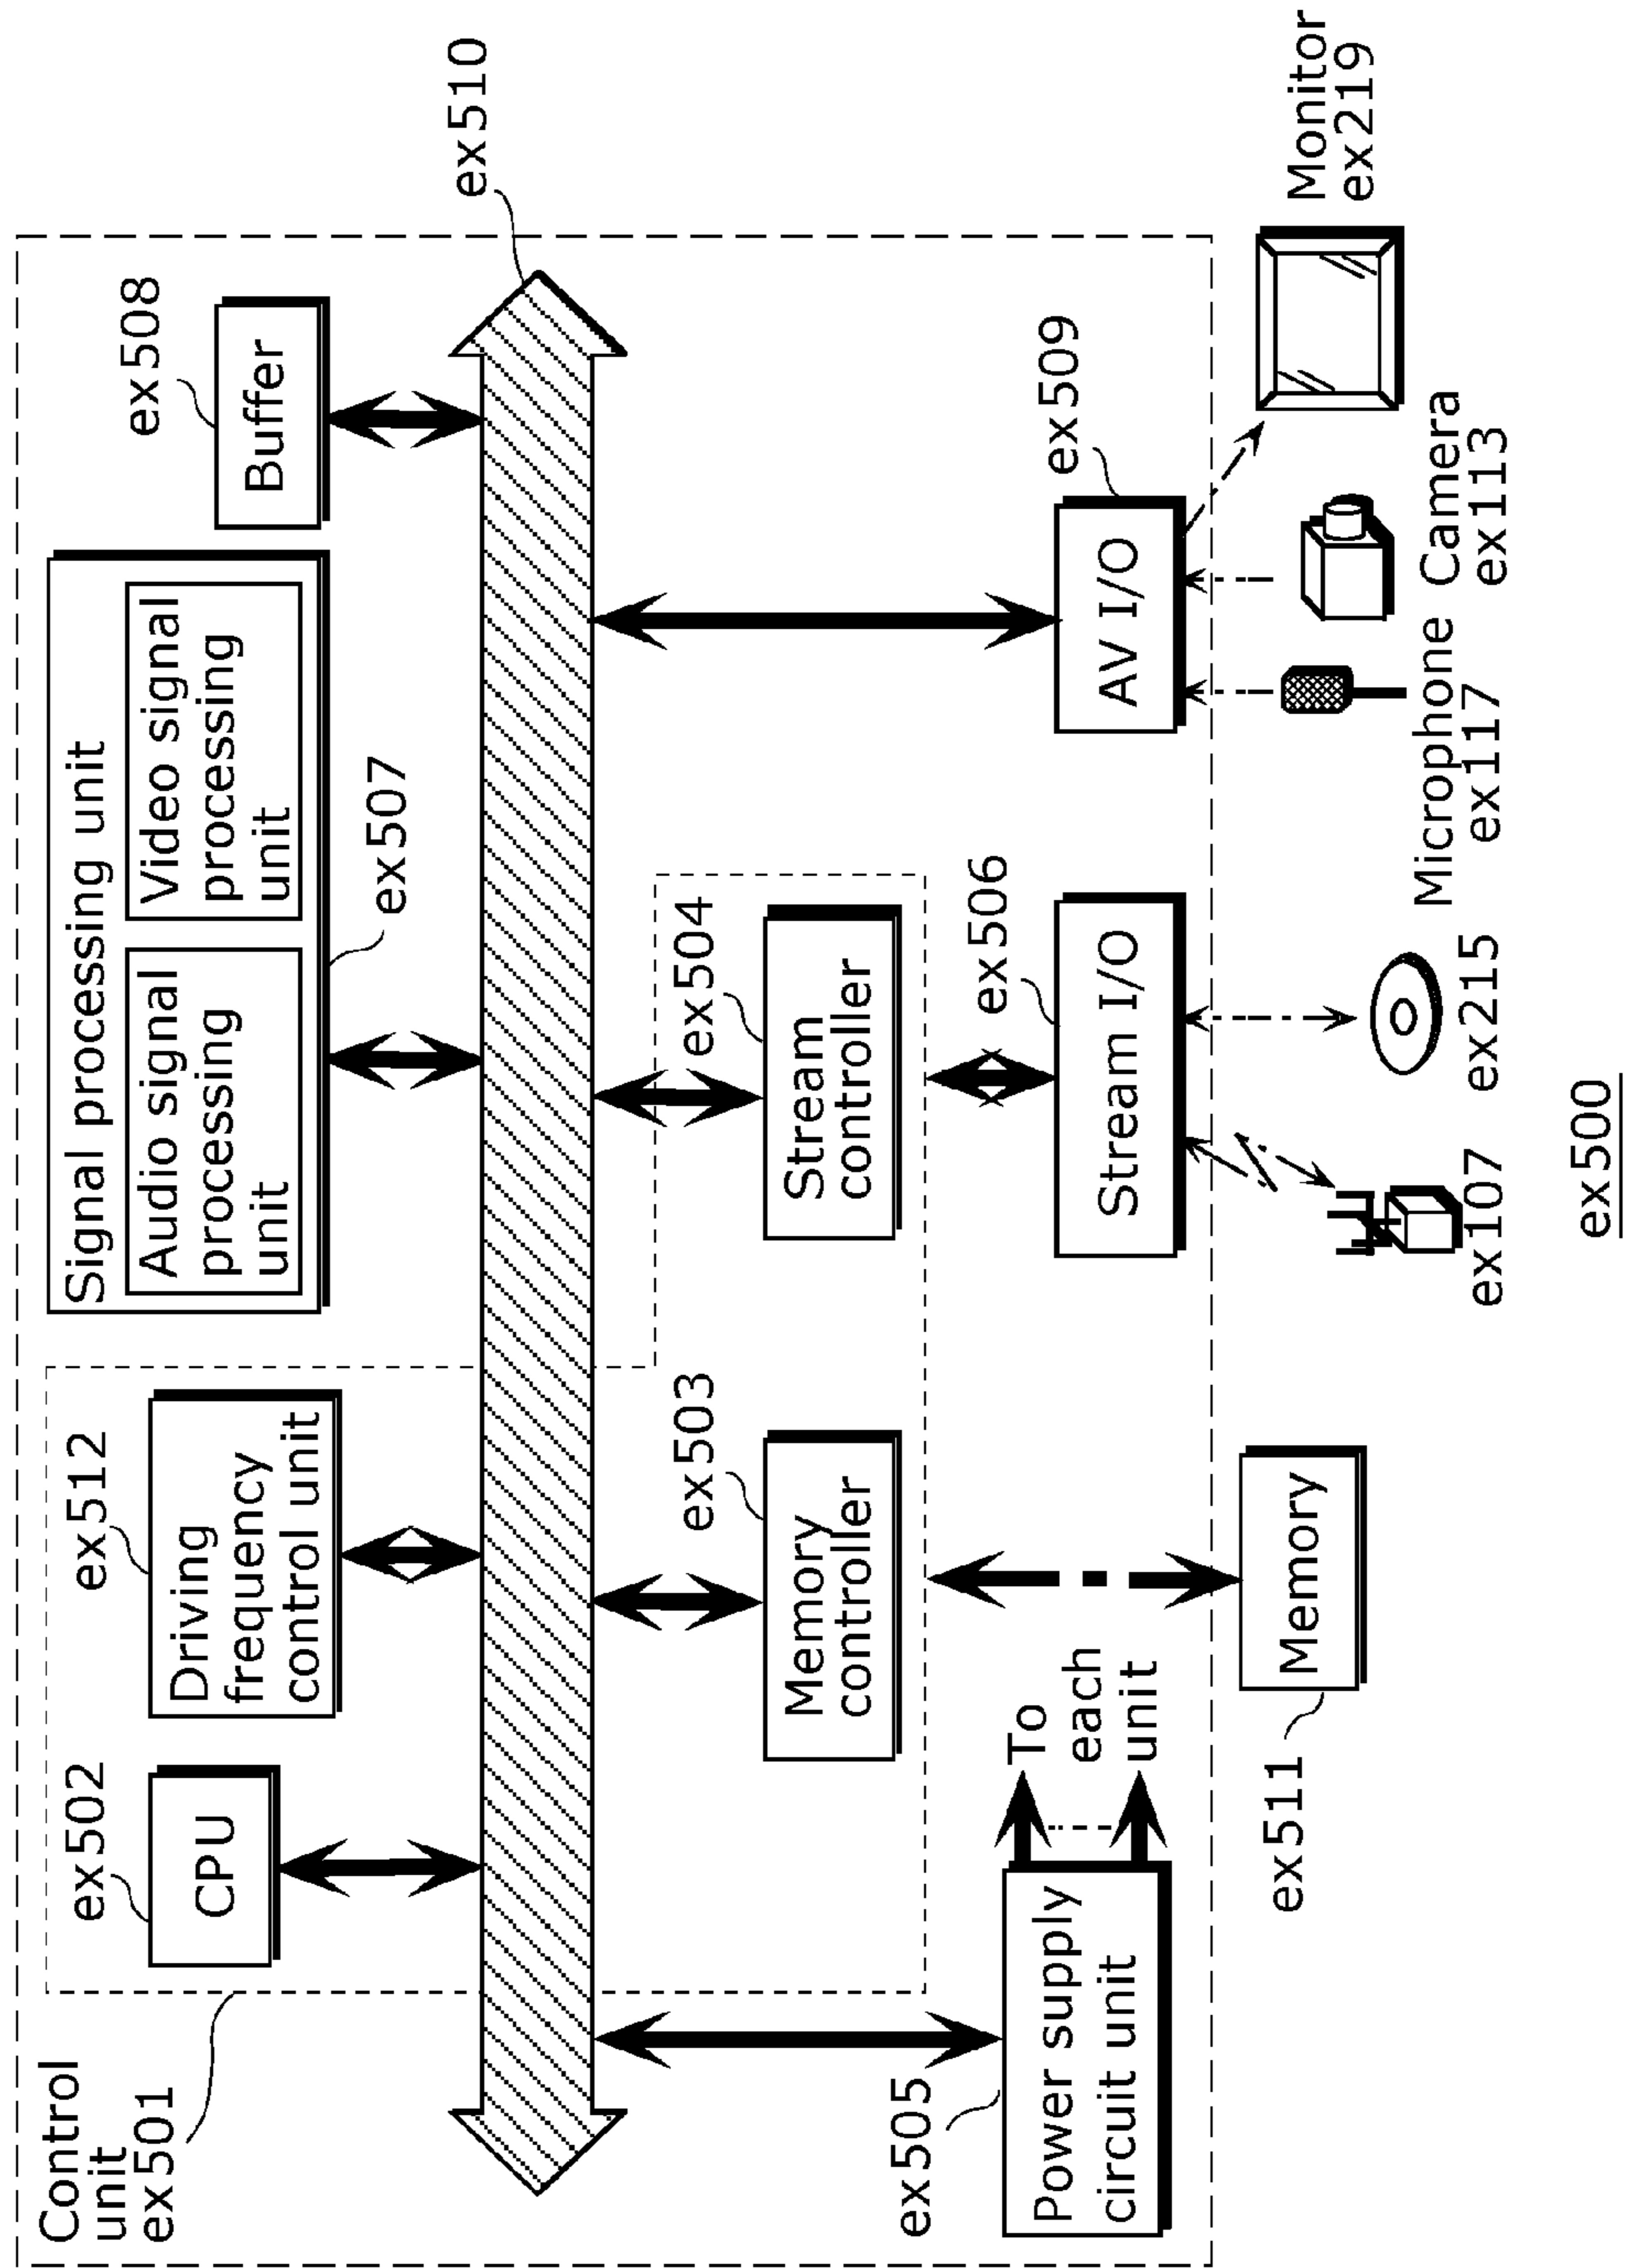 Control
unit
ex501
ex502
CPU
ex512
Driving
frequency
control unit
Signal processing unit
Audio signal
processing
unit
Video signal
processing
unit
ex507
ex508
Buffer
ex510
ex503
Memory
controller
ex504
Stream
controller
ex505
Power supply
circuit unit
To
each
unit
ex506
Stream I/O
ex509
AV I/O
ex511
Memory
ex107
ex215
Microphone
ex117
Camera
ex113
Monitor
ex219
ex500